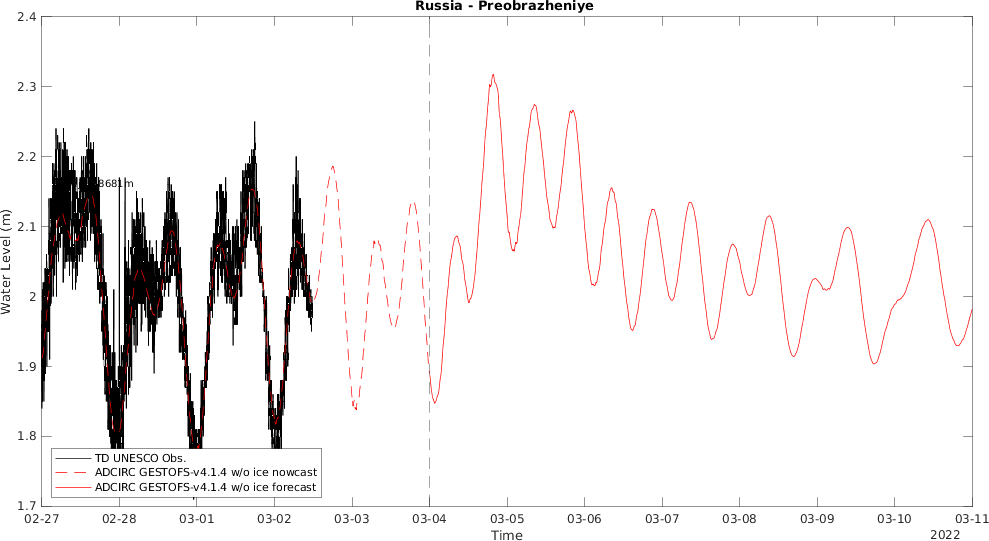 Russia - Preobrazheniye
2.4
2.3
2.2
2.1
2
1.9
1.8
1.7
Water Level (m)
8681m
TD UNESCO Obs.
ADCIRC GESTOFS-v4.1.4 w/o ice nowcast
ADCIRC GESTOFS-v4.1.4 w/o ice forecast
02-27 02-28 03-01 03-02 03-03 03-04 03-05 03-06 03-07 03-08 03-09 03-10 03-11
Time
2022